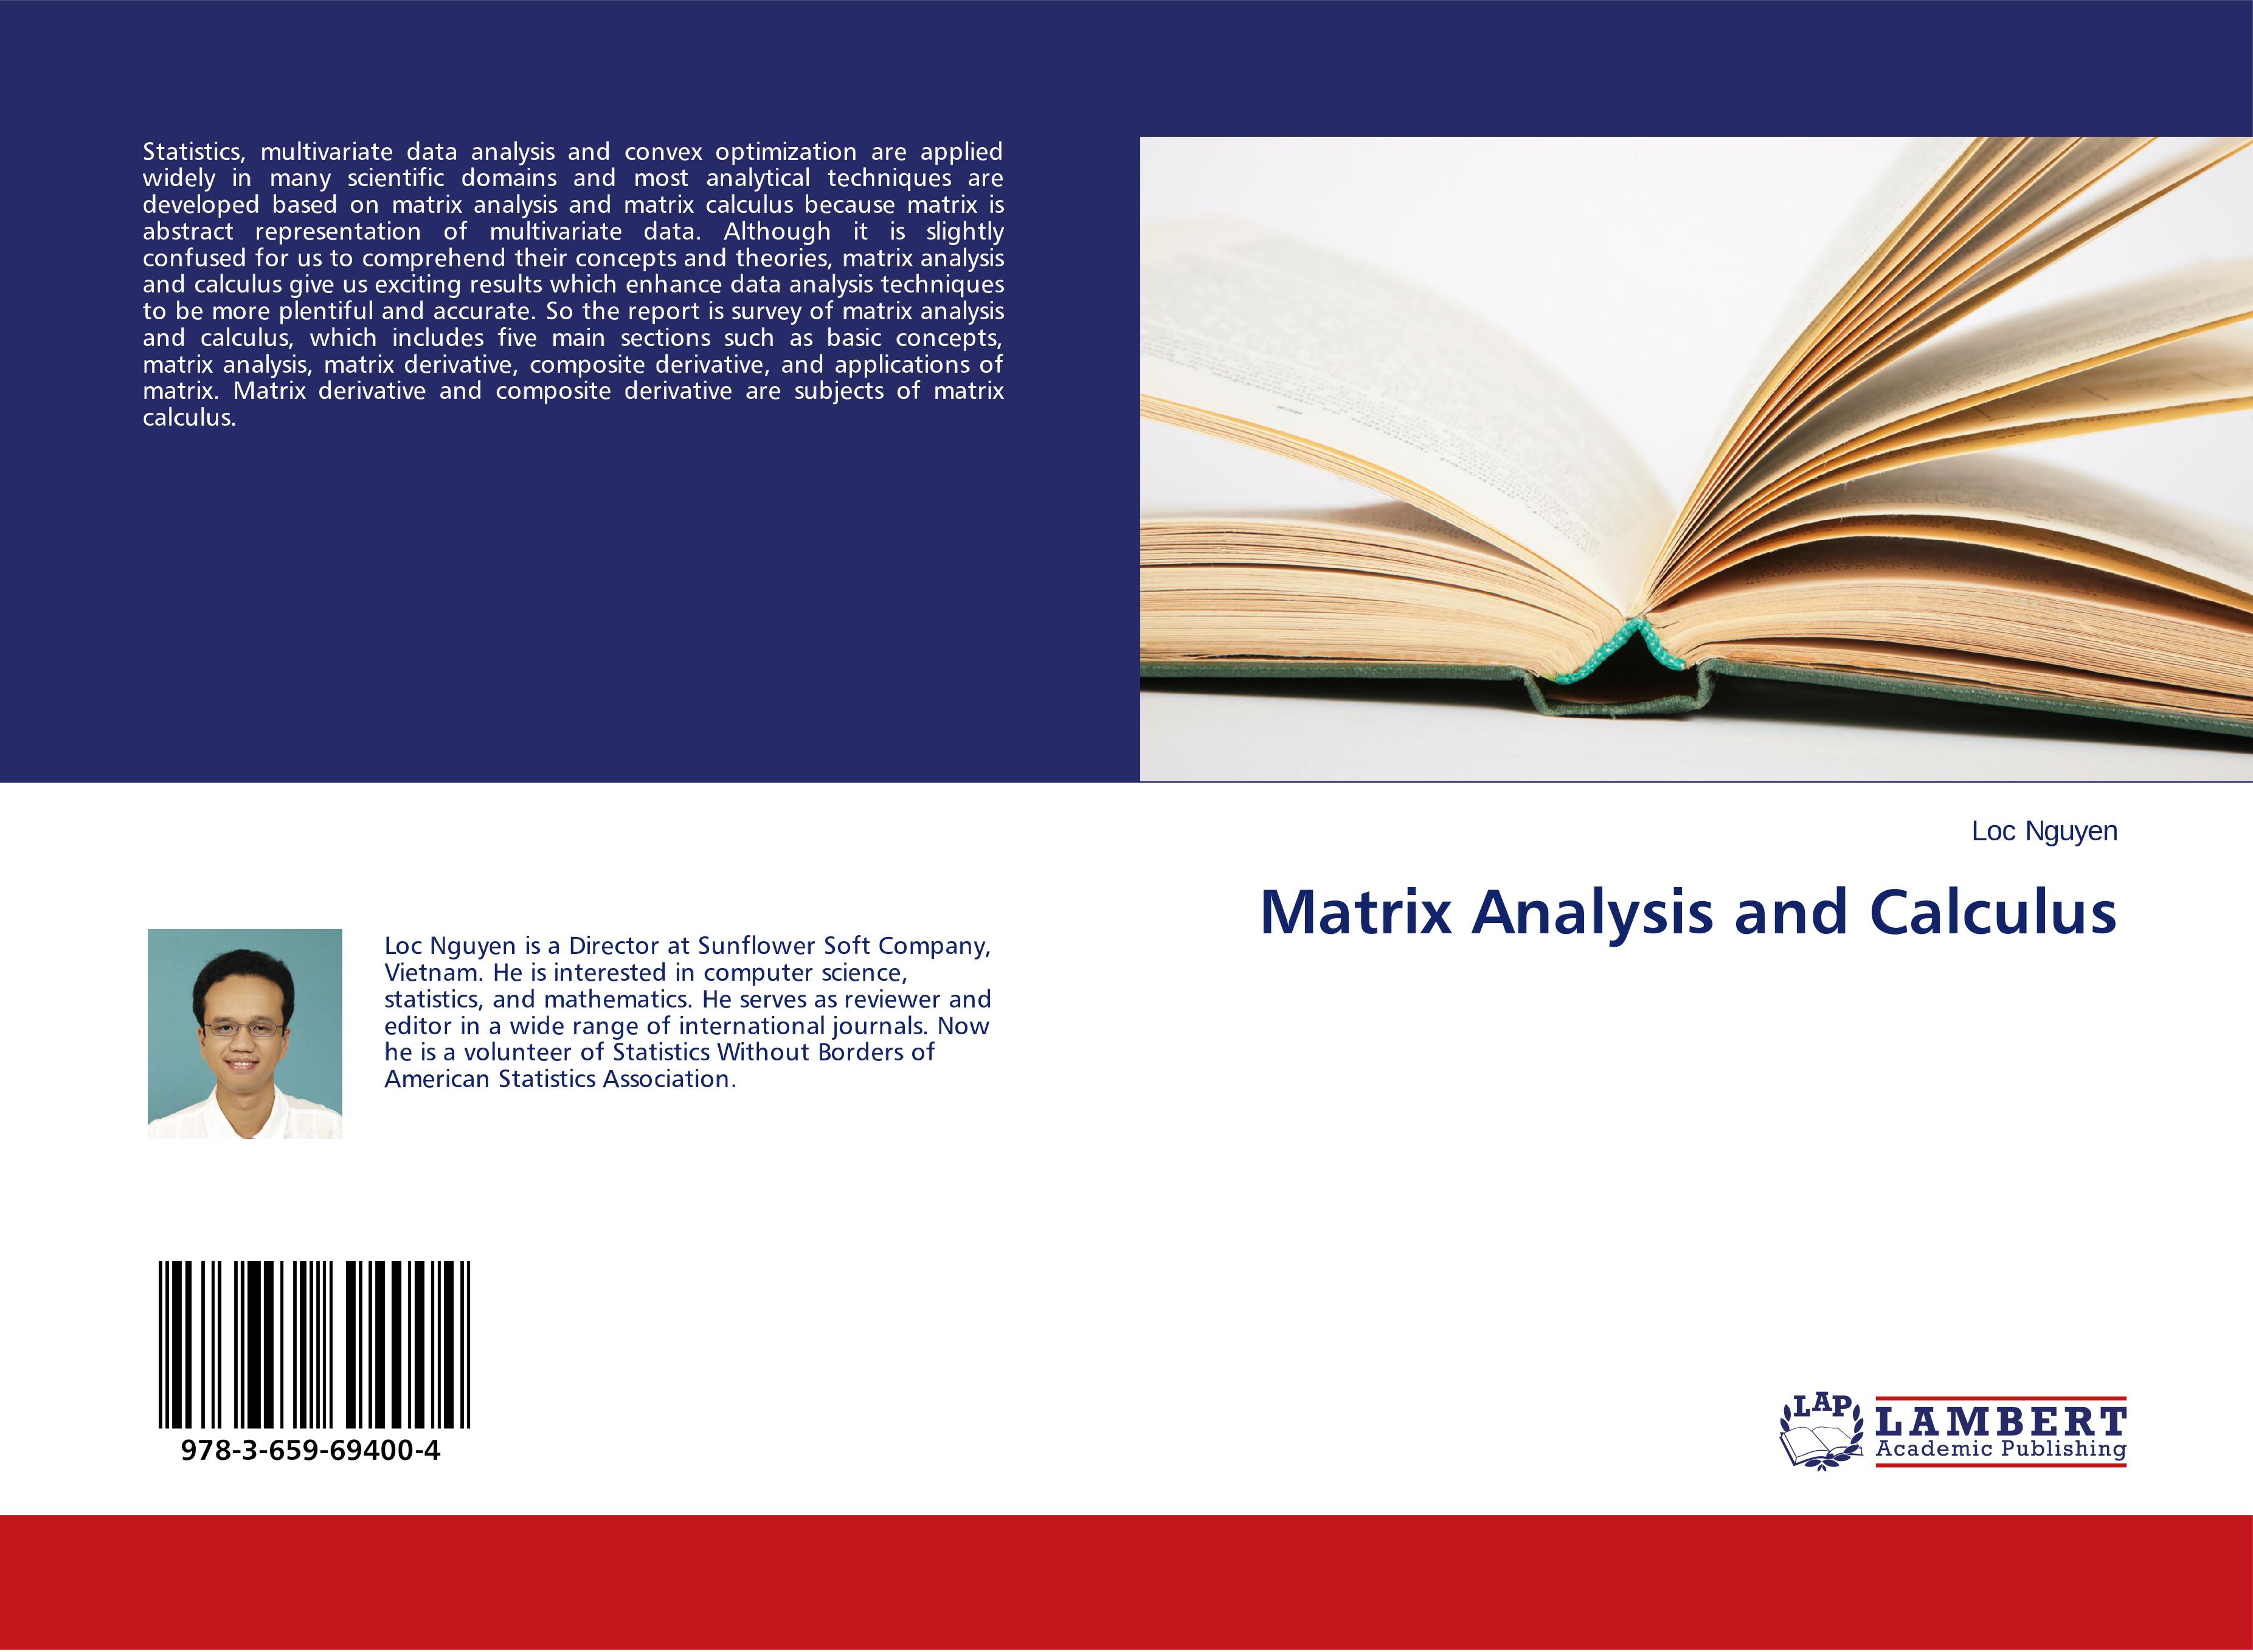 Statistics, multivariate data analysis and convex optimization are applied
widely in many scientific domains and most analytical techniques are
developed based on matrix analysis and matrix calculus because matrix is
abstract representation of multivariate data. Although it is slightly
confused for us to comprehend their concepts and theories, matrix analysis
and calculus give us exciting results which enhance data analysis techniques
to be more plentiful and accurate. So the report is survey of matrix analysis
and calculus, which includes five main sections such as basic concepts,
matrix analysis, matrix derivative, composite derivative, and applications of
matrix. Matrix derivative and composite derivative are subjects of matrix
calculus.
Loc Nguyen is a Director at Sunflower Soft Company,
Vietnam. He is interested in computer science,
statistics, and mathematics. He serves as reviewer and
editor in a wide range of international journals. Now
he is a volunteer of Statistics Without Borders of
American Statistics Association.
978-3-659-69400-4
Loc Nguyen
Matrix Analysis and Calculus
LAP
LAMBERT
Academic Publishing